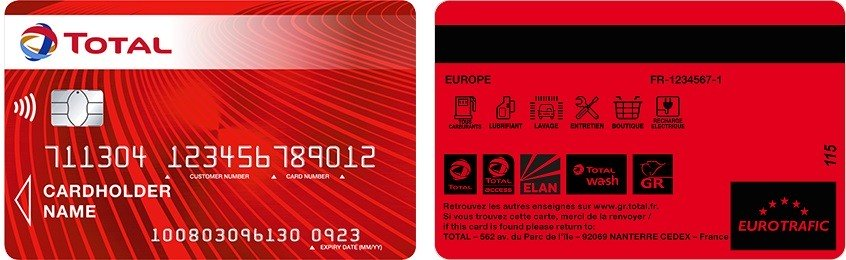 TOTAL
711304 123456789012
▲ CUSTOMER NUMBER ▲ CARD NUMBER ▲
CARDHOLDER
NAME
100803096130 0923
▲ EXPIRY DATE (MM/YY)
EUROPE FR-1234567-1
TOUT CARBURANTS LUBRIFIANT LAVAGE ENTRETIEN BOUTIQUE RECHARGE ELECTRIQUE
115
TOTAL TOTAL access ELAN TOTAL wash GR
Retrouvez les autres enseignes sur www.gr.total.fr.
Si vous trouvez cette carte, merci de la renvoyer /
if this card is found please return to:
TOTAL – 562 av. du Parc de l'Ile – 92069 NANTERRE CEDEX – France
EUROTRAFIC